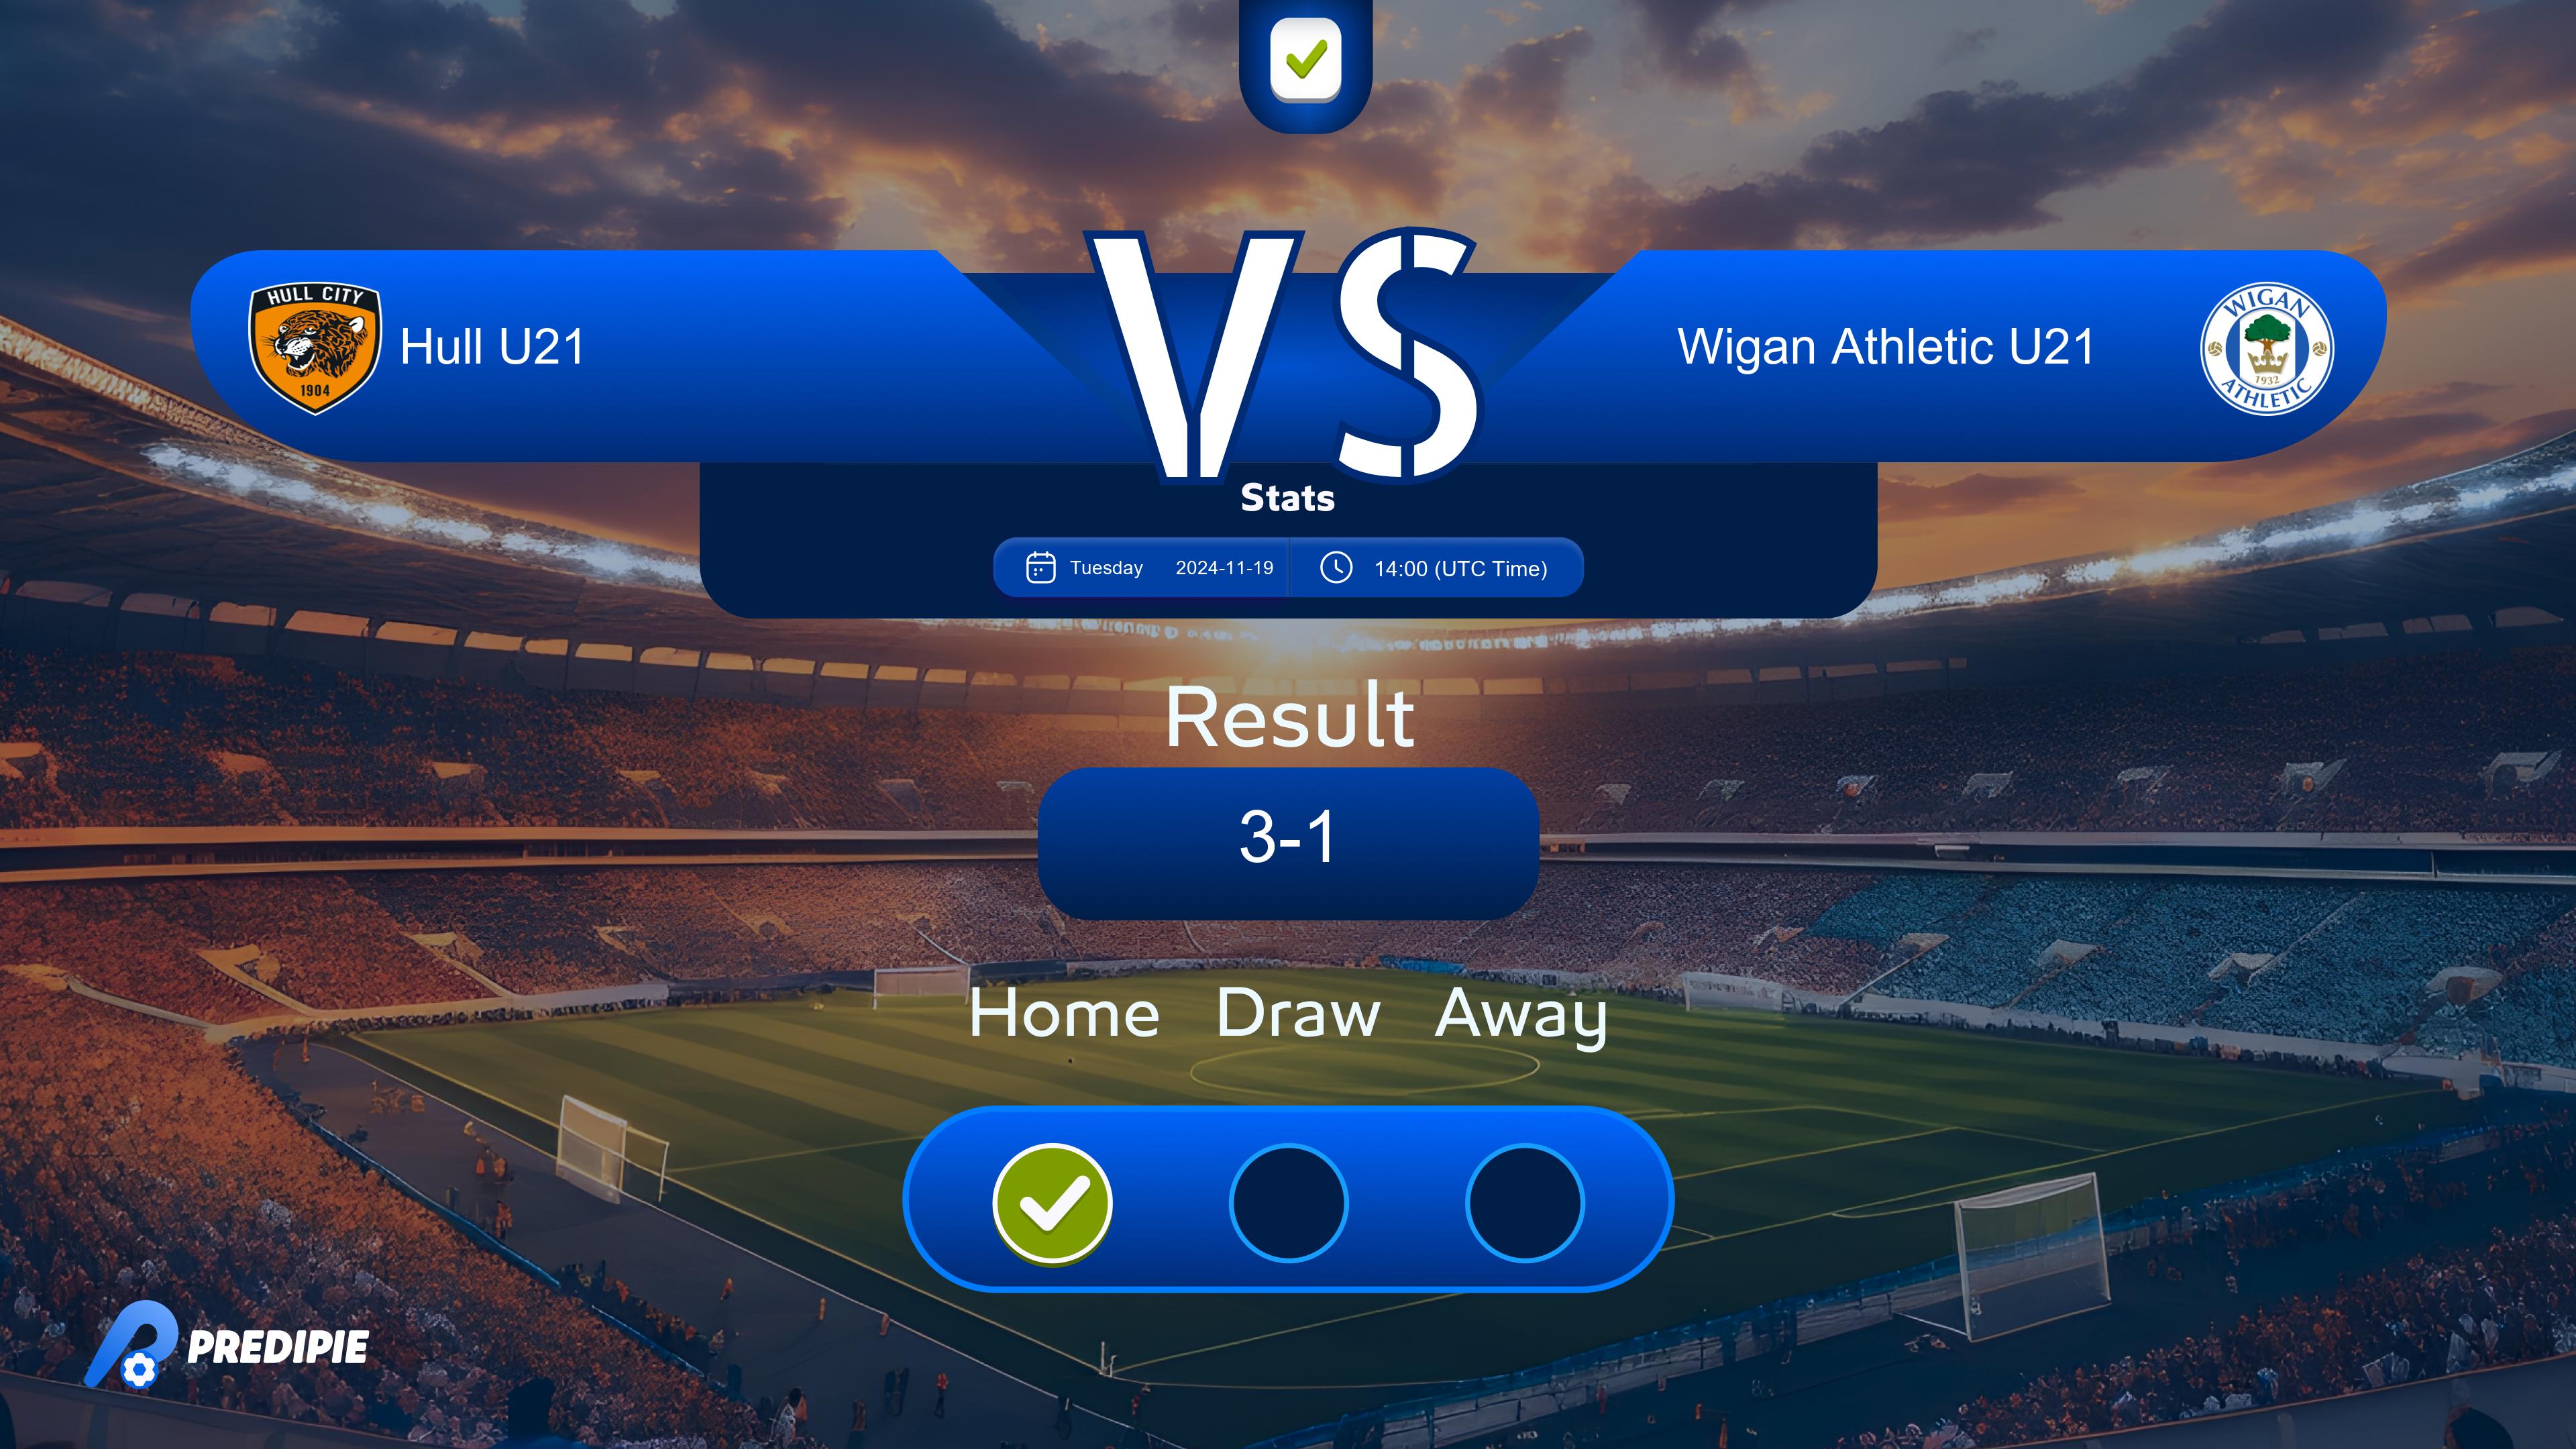 VS
HULL CITY
1904
Hull U21
Wigan Athletic U21
WIGAN
1932
ATHLETIC
Stats
Tuesday 2024-11-19 14:00 (UTC Time)
Result
3-1
Home Draw Away
PREDIPIE